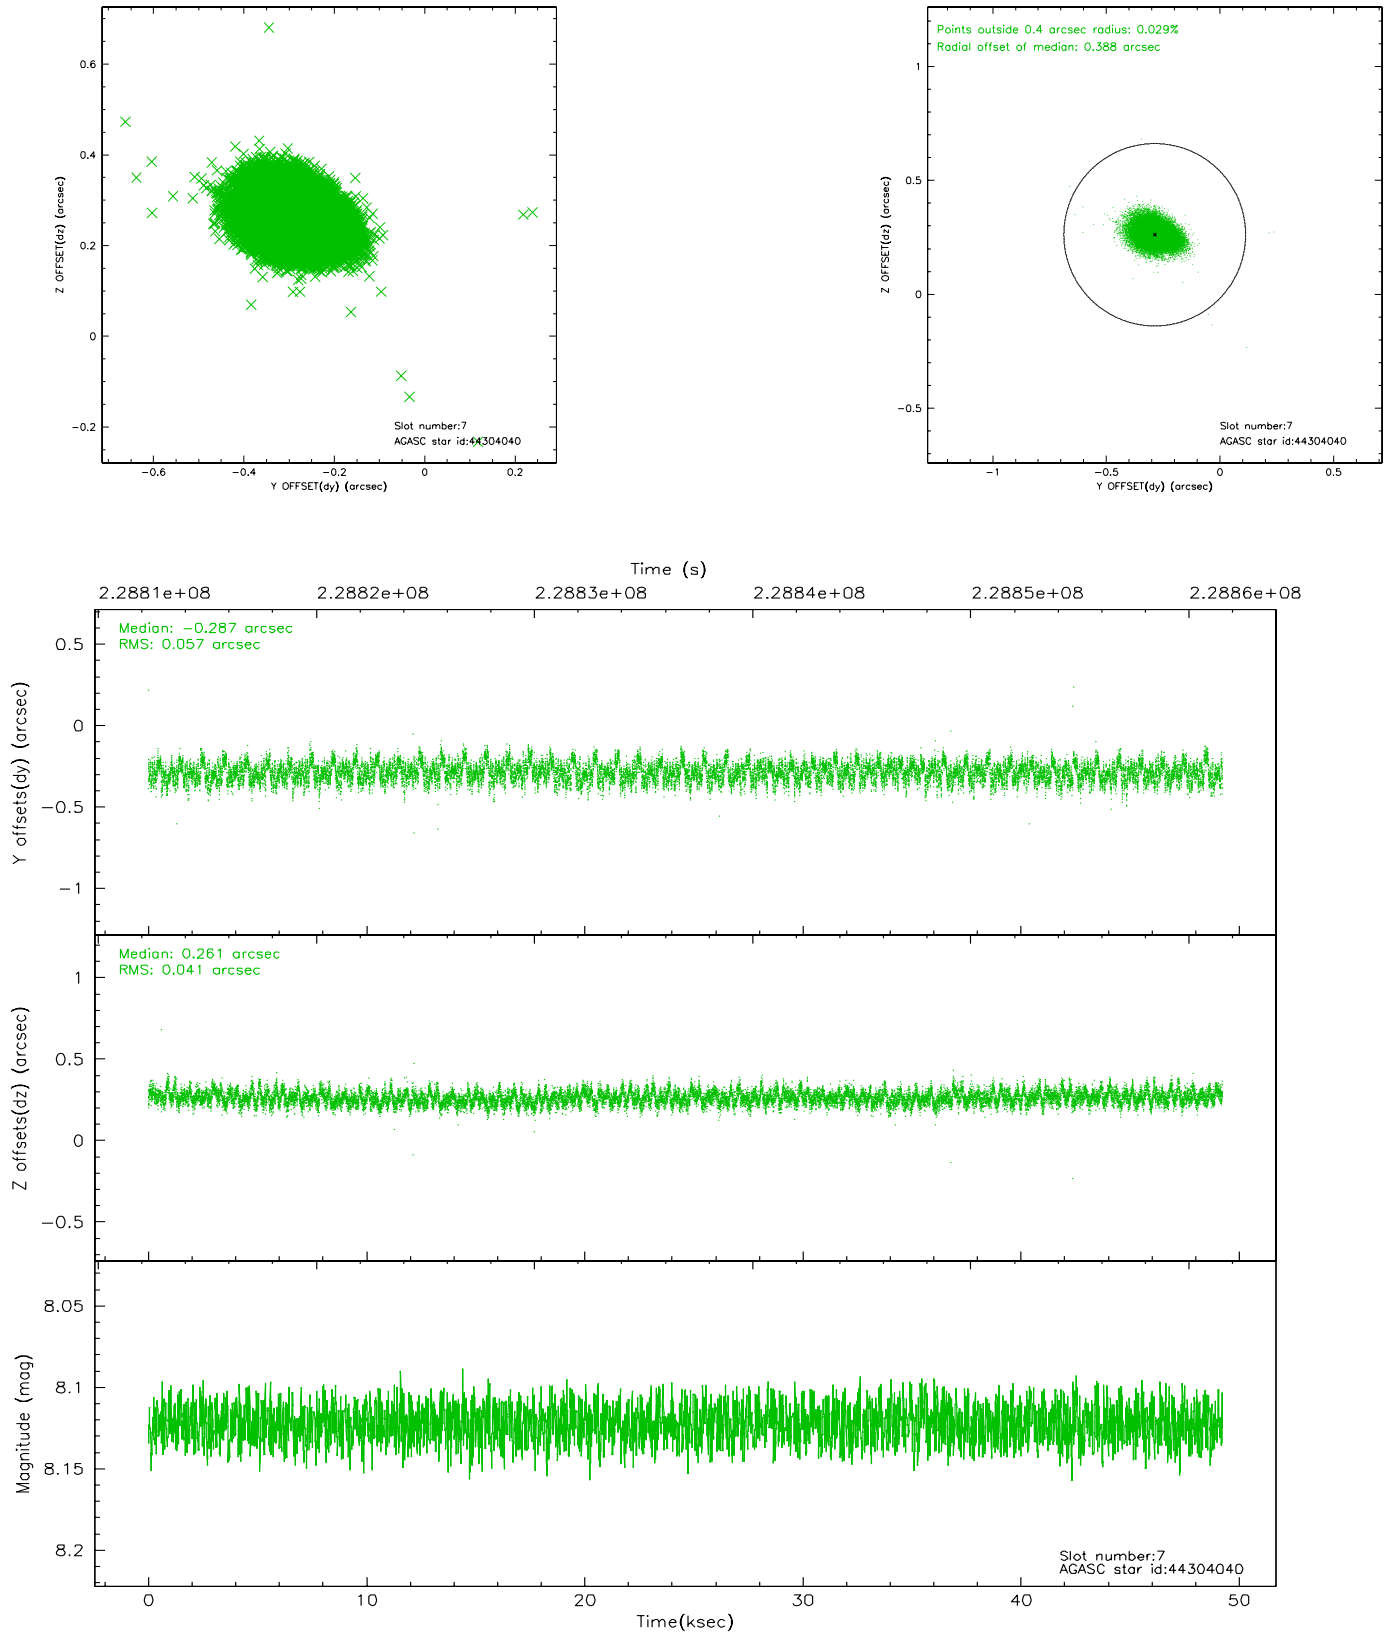 0.6
0.4
0.2
0
−0.2
−0.6
−0.4
−0.2
0
0.2
Z OFFSET(dz) (arcsec)
Y OFFSET(dy) (arcsec)
Slot number:7
AGASC star id:44304040
Points outside 0.4 arcsec radius: 0.029%
Radial offset of median: 0.388 arcsec
1
0.5
0
−0.5
−1
−0.5
0
0.5
Z OFFSET(dz) (arcsec)
Y OFFSET(dy) (arcsec)
Slot number:7
AGASC star id:44304040
Time (s)
2.2881e+08
2.2882e+08
2.2883e+08
2.2884e+08
2.2885e+08
2.2886e+08
Median: −0.287 arcsec
RMS: 0.057 arcsec
0.5
0
−0.5
−1
Y offsets(dy) (arcsec)
Median: 0.261 arcsec
RMS: 0.041 arcsec
1
0.5
0
−0.5
Z offsets(dz) (arcsec)
8.05
8.1
8.15
8.2
Magnitude (mag)
Slot number:7
AGASC star id:44304040
0
10
20
30
40
50
Time(ksec)